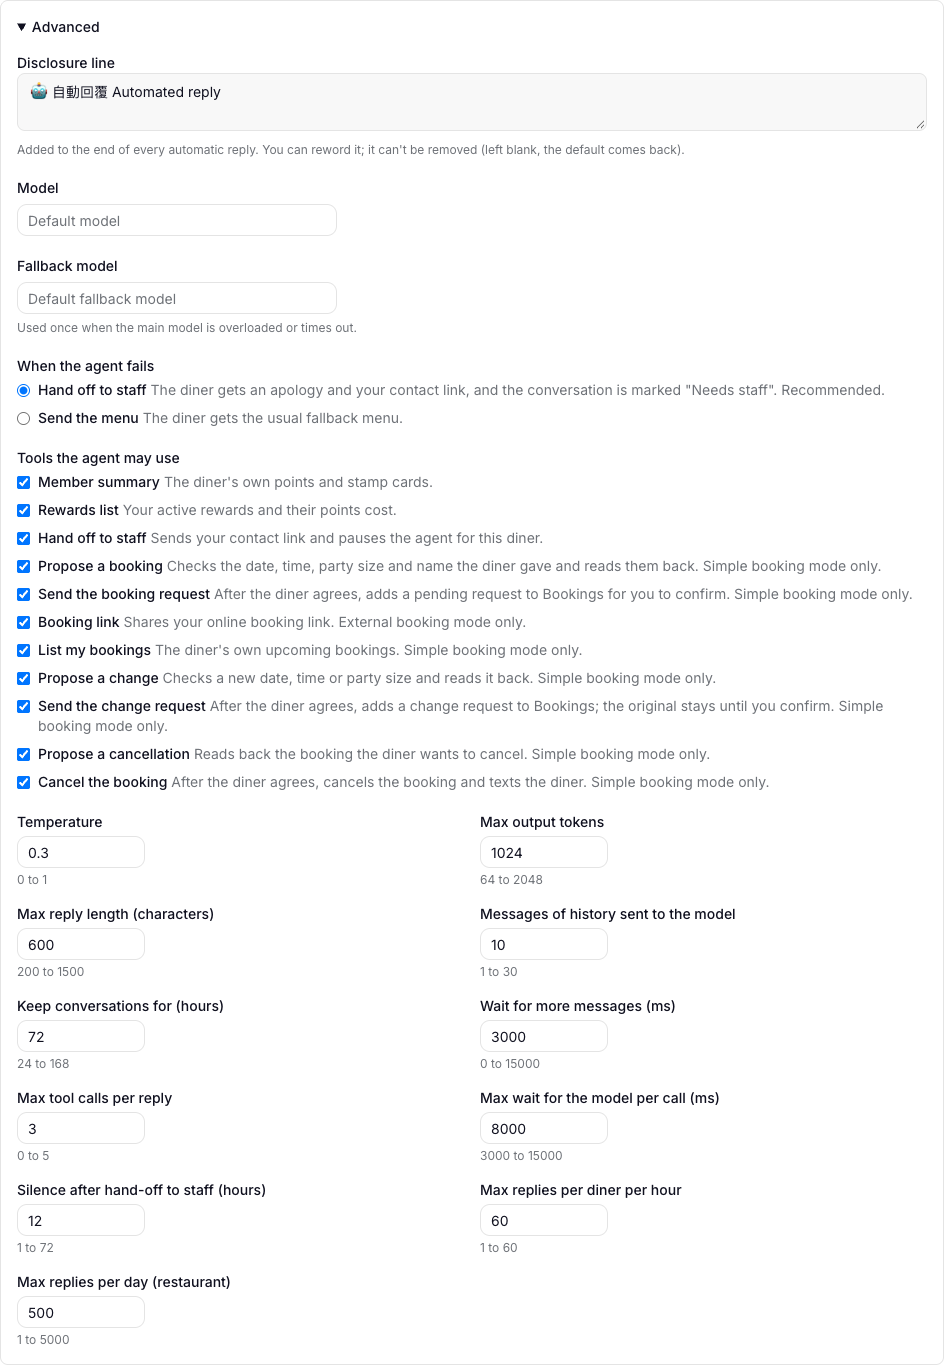 ▼ Advanced
Disclosure line
🤖 自動回覆 Automated reply
Added to the end of every automatic reply. You can reword it; it can't be removed (left blank, the default comes back).
Model
Default model
Fallback model
Default fallback model
Used once when the main model is overloaded or times out.
When the agent fails
Hand off to staff The diner gets an apology and your contact link, and the conversation is marked "Needs staff". Recommended.
Send the menu The diner gets the usual fallback menu.
Tools the agent may use
Member summary The diner's own points and stamp cards.
Rewards list Your active rewards and their points cost.
Hand off to staff Sends your contact link and pauses the agent for this diner.
Propose a booking Checks the date, time, party size and name the diner gave and reads them back. Simple booking mode only.
Send the booking request After the diner agrees, adds a pending request to Bookings for you to confirm. Simple booking mode only.
Booking link Shares your online booking link. External booking mode only.
List my bookings The diner's own upcoming bookings. Simple booking mode only.
Propose a change Checks a new date, time or party size and reads it back. Simple booking mode only.
Send the change request After the diner agrees, adds a change request to Bookings; the original stays until you confirm. Simple
booking mode only.
Propose a cancellation Reads back the booking the diner wants to cancel. Simple booking mode only.
Cancel the booking After the diner agrees, cancels the booking and texts the diner. Simple booking mode only.
Temperature
0.3
0 to 1
Max output tokens
1024
64 to 2048
Max reply length (characters)
600
200 to 1500
Messages of history sent to the model
10
1 to 30
Keep conversations for (hours)
72
24 to 168
Wait for more messages (ms)
3000
0 to 15000
Max tool calls per reply
3
0 to 5
Max wait for the model per call (ms)
8000
3000 to 15000
Silence after hand-off to staff (hours)
12
1 to 72
Max replies per diner per hour
60
1 to 60
Max replies per day (restaurant)
500
1 to 5000